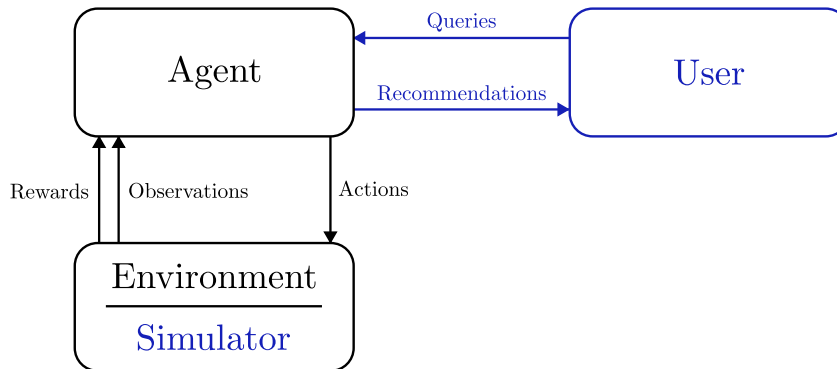 Queries
Agent
User
Recommendations
Rewards
Observations
Actions
Environment
Simulator